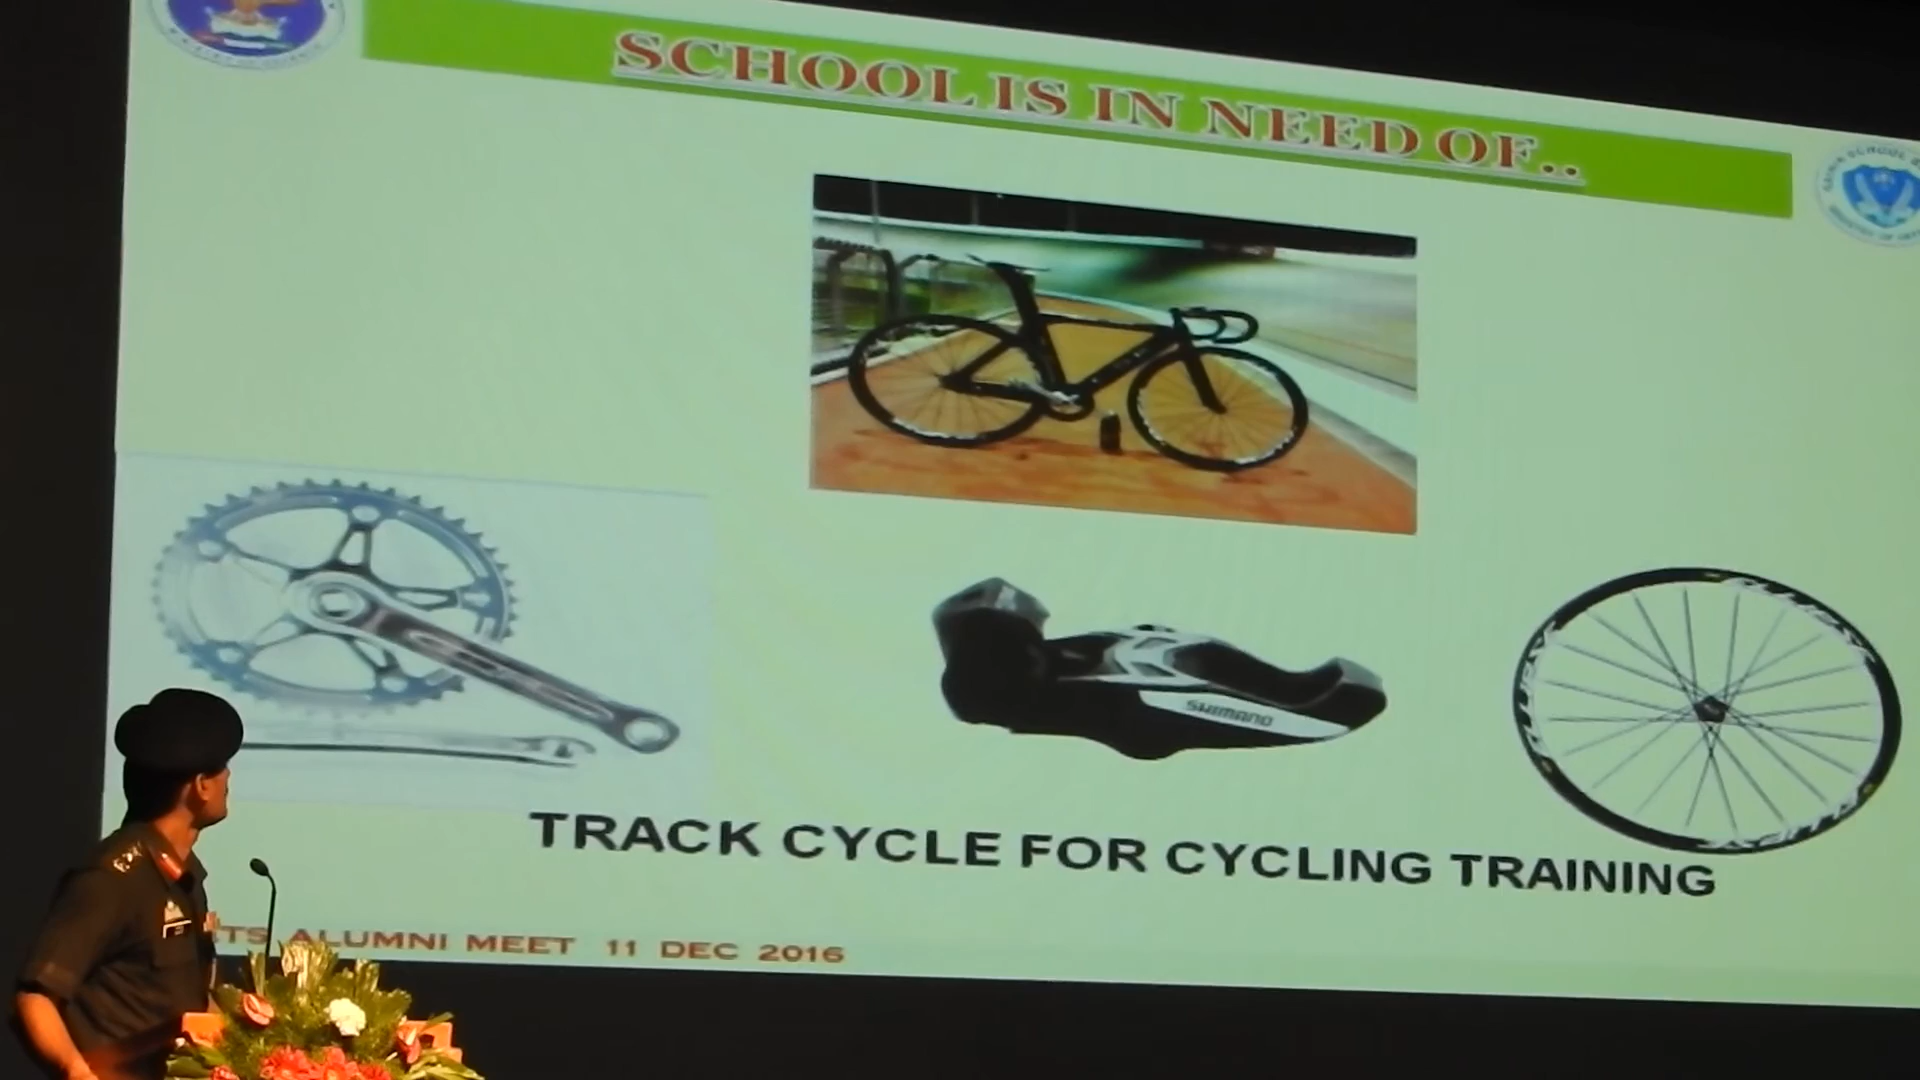 SCHOOL IS IN NEED OF..
SHIMANO
TRACK CYCLE FOR CYCLING TRAINING
ALUMNI MEET 11 DEC 2016